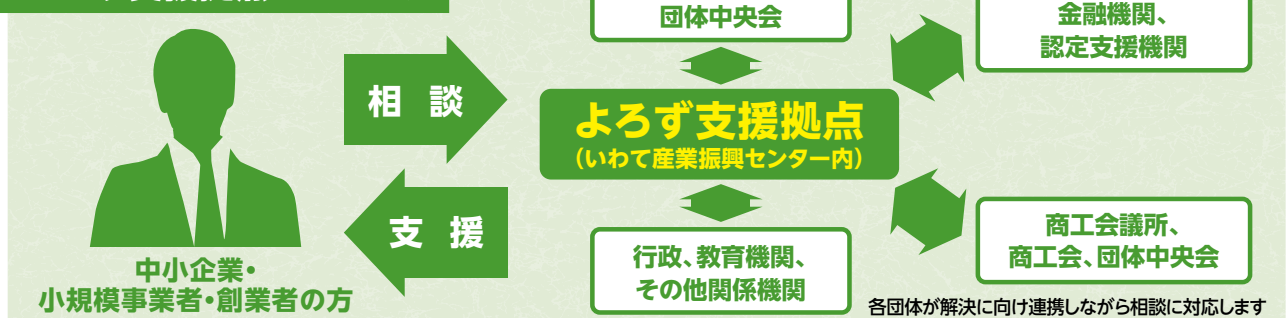 団体中央会
金融機関、
認定支援機関
相 談
よろず支援拠点
(いわて産業振興センター内)
支 援
中小企業・
小規模事業者・創業者の方
行政、教育機関、
その他関係機関
商工会議所、
商工会、団体中央会
各団体が解決に向け連携しながら相談に対応します